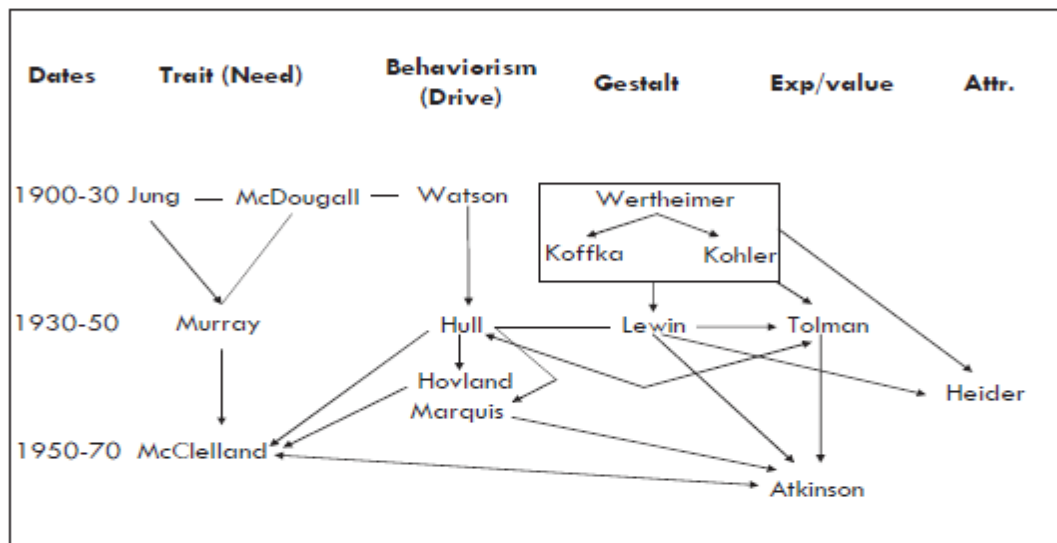 Dates Trait (Need) Behaviorism (Drive) Gestalt Exp/value Attr.
1900-30 Jung McDougall Watson Wertheimer
Koffka Kohler
1930-50 Murray Hull Lewin Tolman
Hovland Heider
Marquis
1950-70 McClelland
Atkinson